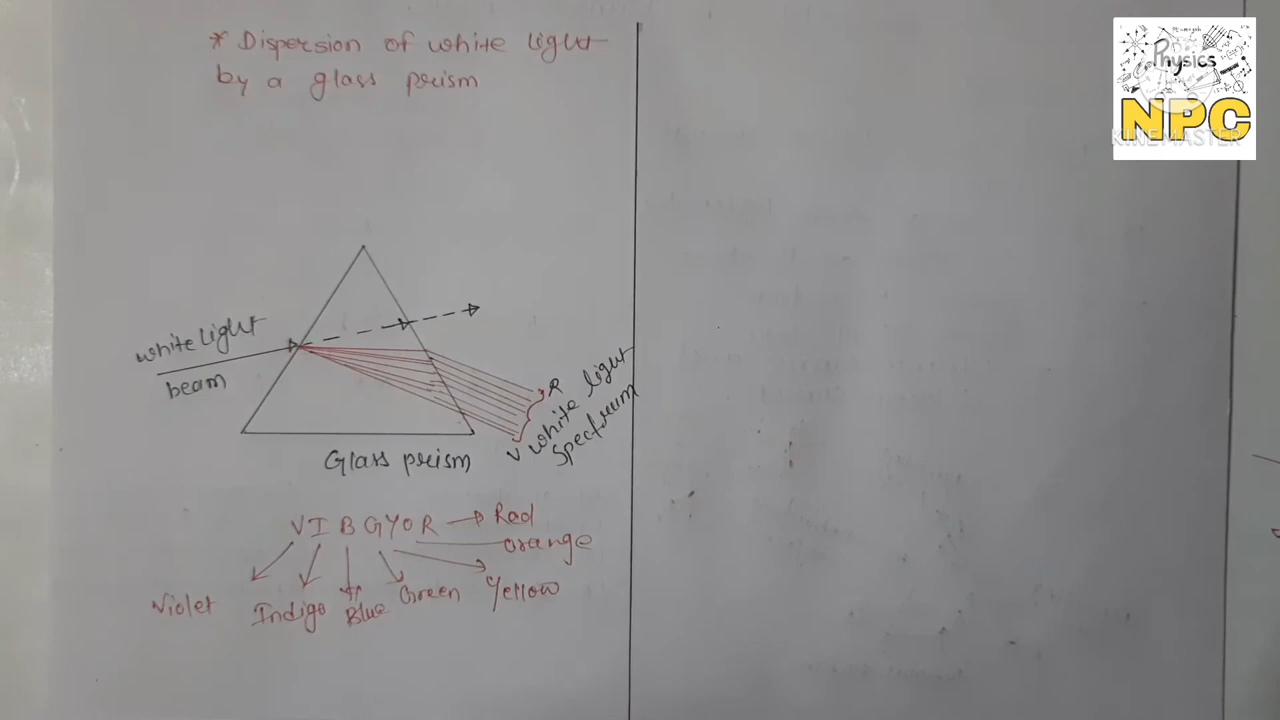 * Dispersion of white light
by a glass prism
Physics
NPC
KINEMASTER
white light
beam
R
V
white light
spectrum
Glass prism
VIBGYOR → Red
orange
Violet
Indigo
Blue
Green
Yellow